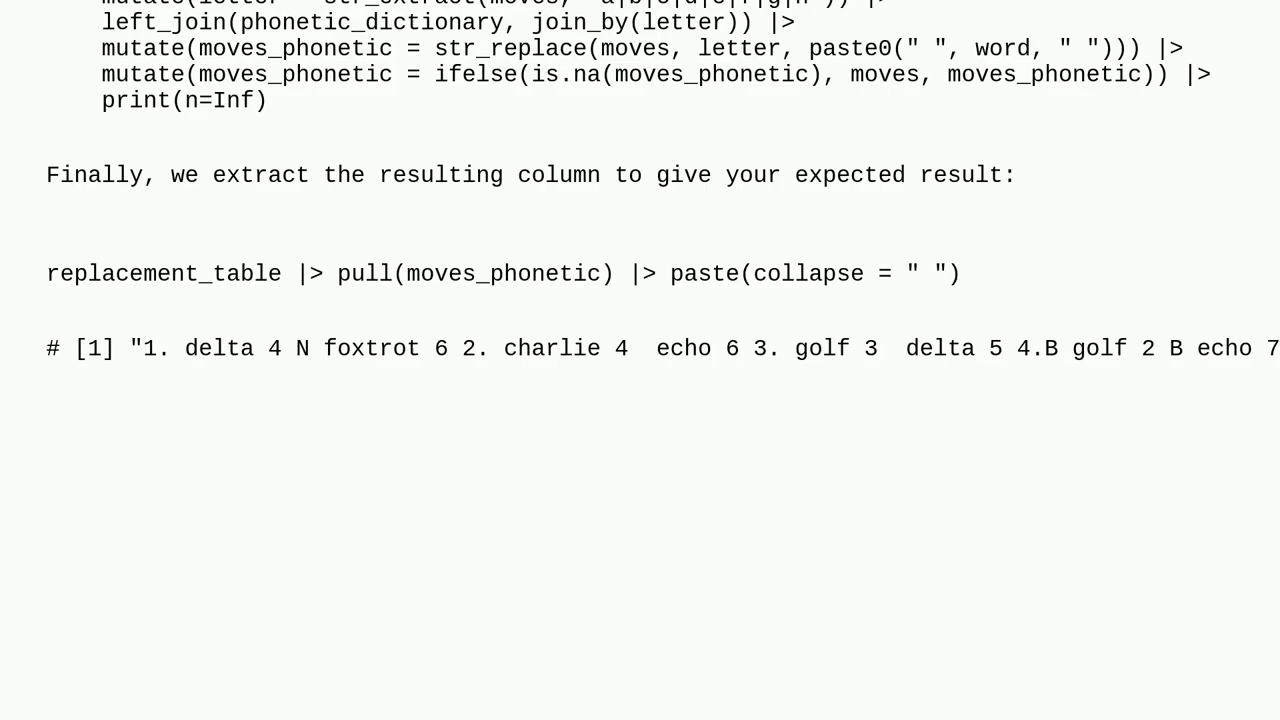 left_join(phonetic_dictionary, join_by(letter)) |>
mutate(moves_phonetic = str_replace(moves, letter, paste0(" ", word, " "))) |>
mutate(moves_phonetic = ifelse(is.na(moves_phonetic), moves, moves_phonetic)) |>
print(n=Inf)
Finally, we extract the resulting column to give your expected result:
replacement_table |> pull(moves_phonetic) |> paste(collapse = " ")
# [1] "1. delta 4 N foxtrot 6 2. charlie 4  echo 6 3. golf 3  delta 5 4.B golf 2 B echo 7